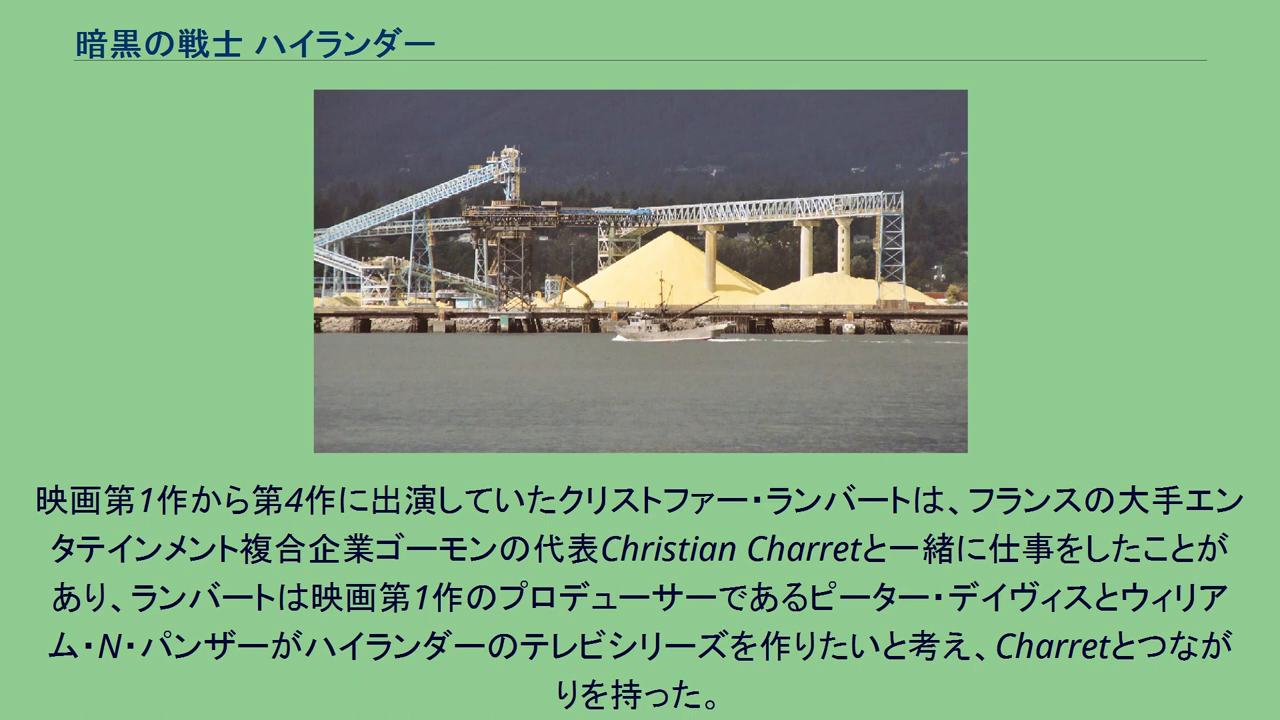 暗黒の戦士 ハイランダー
映画第1作から第4作に出演していたクリストファー・ランバートは、フランスの大手エン
タテインメント複合企業ゴーモンの代表Christian Charretと一緒に仕事をしたことが
あり、ランバートは映画第1作のプロデューサーであるピーター・デイヴィスとウィリア
ム・N・パンザーがハイランダーのテレビシリーズを作りたいと考え、Charretとつなが
りを持った。